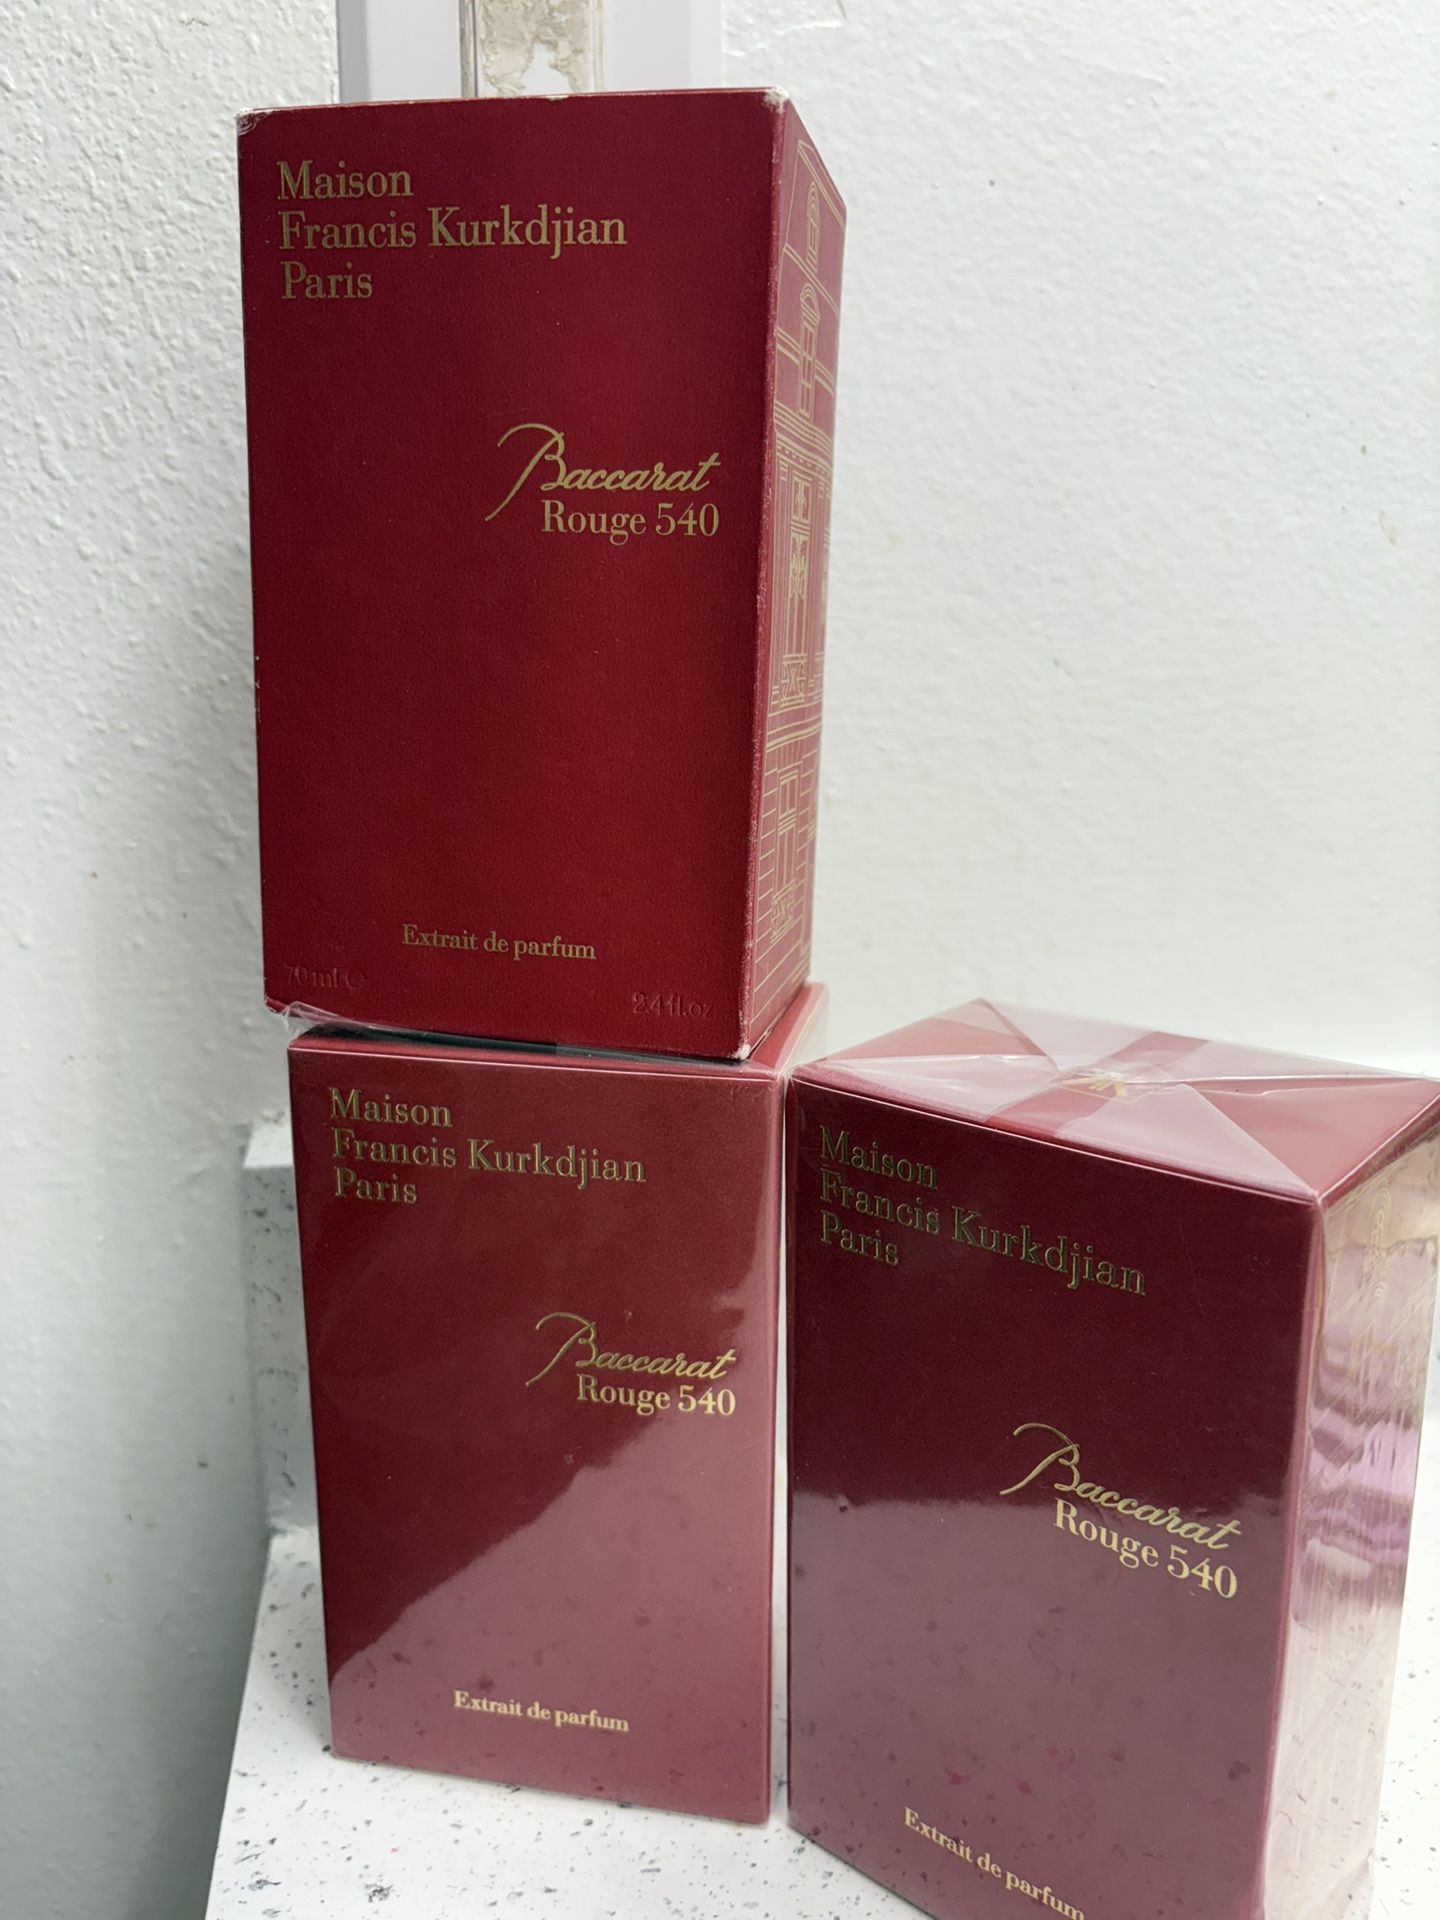 Maison
Francis Kurkdjian
Paris
Baccarat
Rouge 540
Extrait de parfum
70 ml e
2.4 fl.oz.
Maison
Francis Kurkdjian
Paris
Baccarat
Rouge 540
Extrait de parfum
Maison
Francis Kurkdjian
Paris
Baccarat
Rouge 540
Extrait de parfum